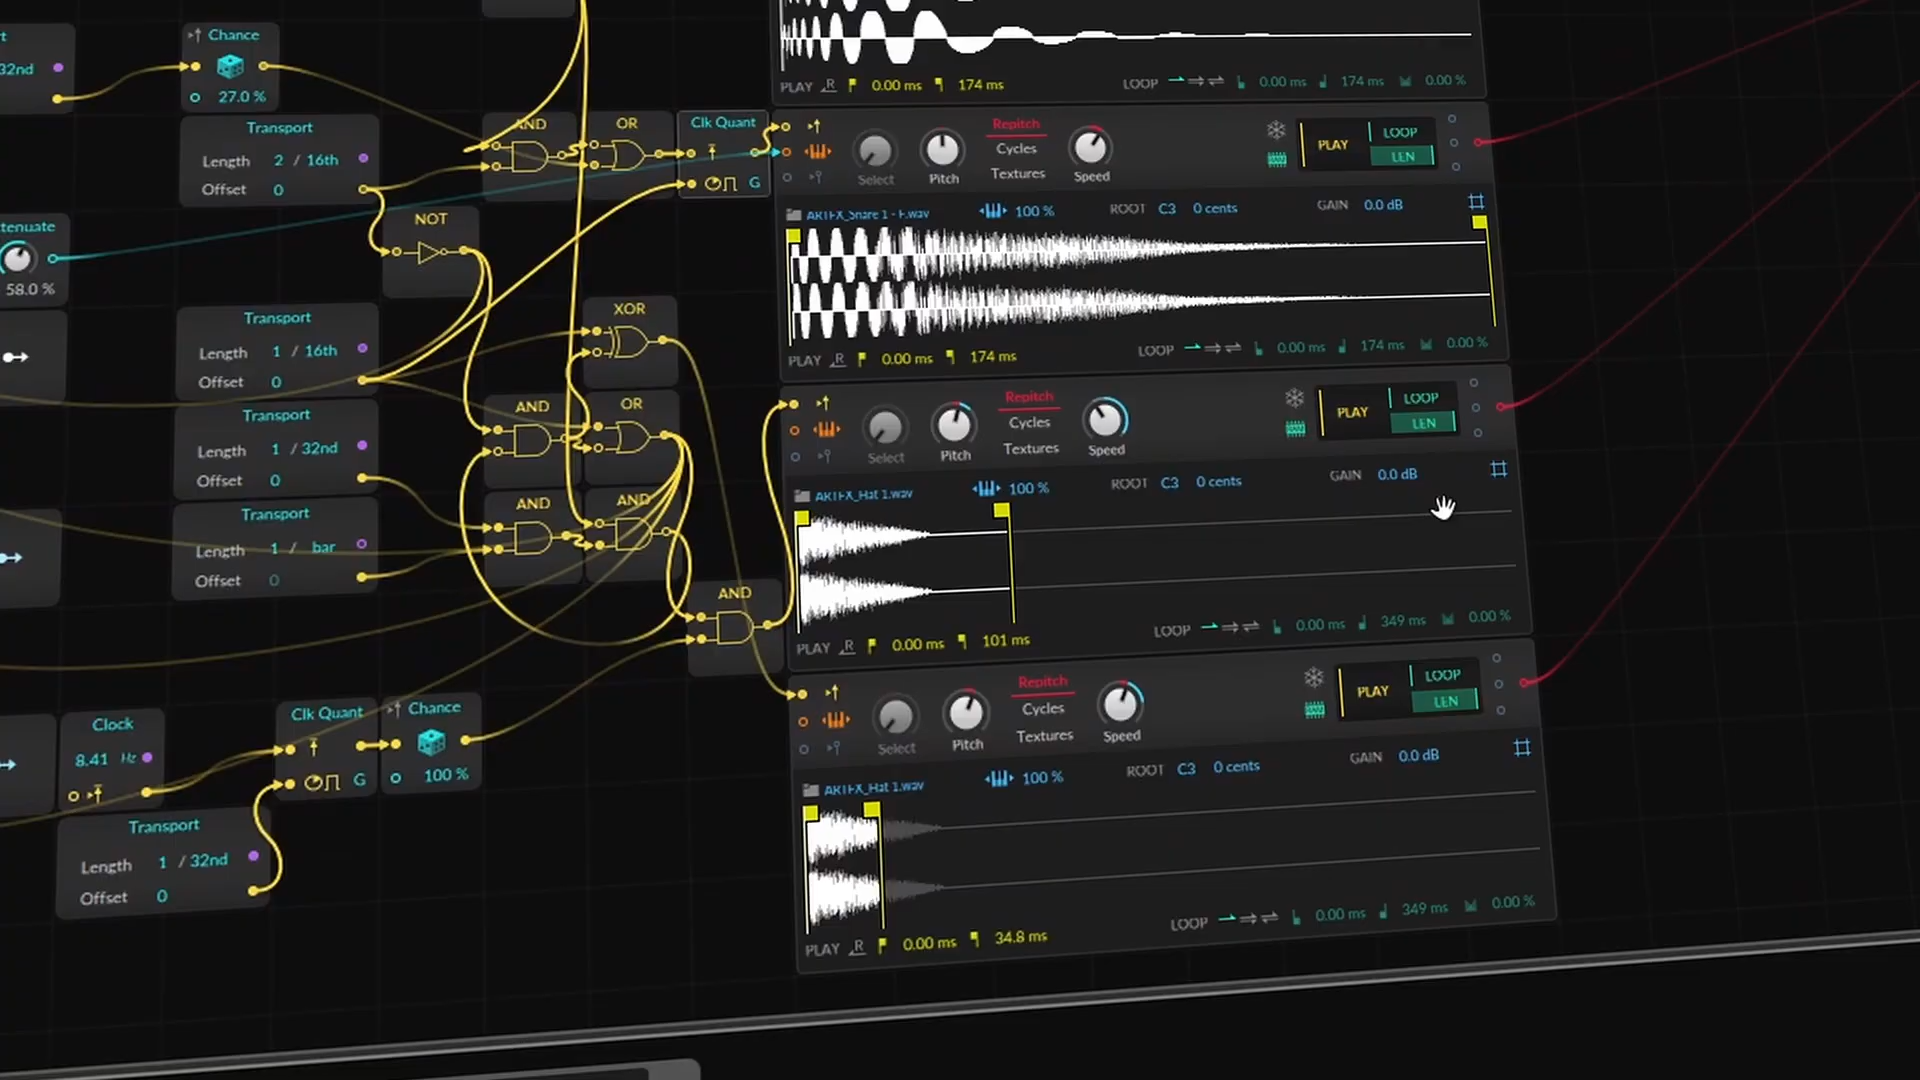 Chance
32nd
27.0 %
Transport
Length 2 / 16th
Offset 0
tenuate
58.0 %
NOT
AND
OR
Clk Quant
G
Transport
Length 1 / 16th
Offset 0
XOR
Transport
Length 1 / 32nd
Offset 0
AND
OR
Transport
Length 1 / bar
Offset 0
AND
AND
AND
Clock
8.41 Hz
Clk Quant
G
Chance
100 %
Transport
Length 1 / 32nd
Offset 0
PLAY R 0.00 ms 174 ms LOOP 0.00 ms 174 ms 0.00 %
Select
Pitch
Repitch
Cycles
Textures
Speed
PLAY
LOOP
LEN
ARTFX_Snare 1 - F.wav 100 % ROOT C3 0 cents GAIN 0.0 dB
PLAY R 0.00 ms 174 ms LOOP 0.00 ms 174 ms 0.00 %
Select
Pitch
Repitch
Cycles
Textures
Speed
PLAY
LOOP
LEN
ARTFX_Hat 1.wav 100 % ROOT C3 0 cents GAIN 0.0 dB
PLAY R 0.00 ms 101 ms LOOP 0.00 ms 349 ms 0.00 %
Select
Pitch
Repitch
Cycles
Textures
Speed
PLAY
LOOP
LEN
ARTFX_Hat 1.wav 100 % ROOT C3 0 cents GAIN 0.0 dB
PLAY R 0.00 ms 34.8 ms LOOP 0.00 ms 349 ms 0.00 %